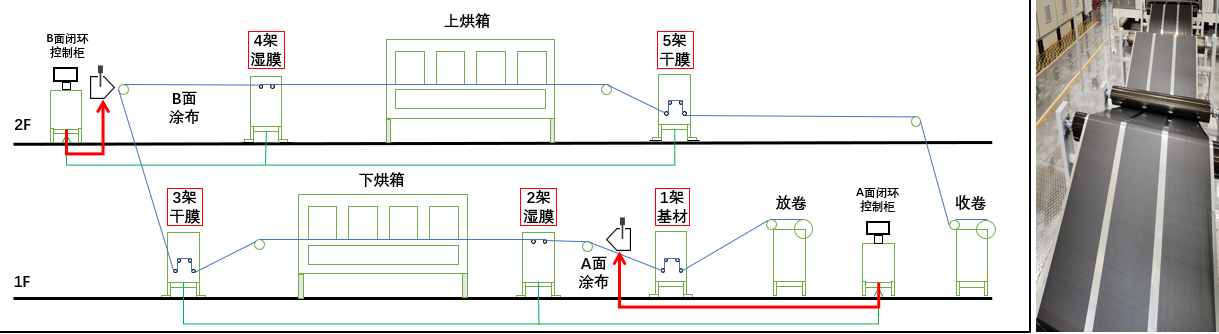 上烘箱
B面闭环
控制柜
4架
湿膜
5架
干膜
B面
涂布
2F
下烘箱
3架
干膜
2架
湿膜
1架
基材
放卷
A面闭环
控制柜
收卷
A面
涂布
1F